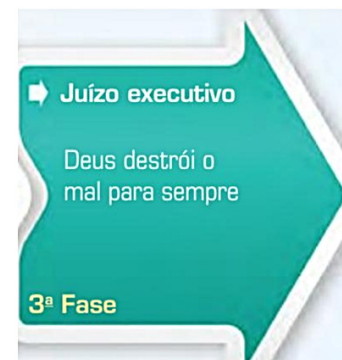 Juízo executivo
Deus destrói o
mal para sempre
3ª Fase